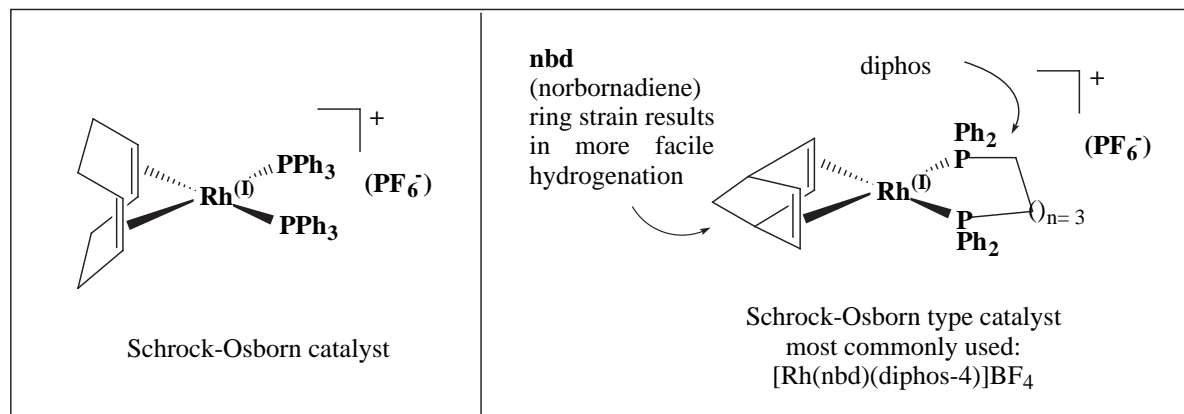 +
PPh3
Rh(I)
(PF6-)
PPh3
Schrock-Osborn catalyst
nbd
(norbornadiene)
ring strain results
in more facile
hydrogenation
diphos
+
Ph2
(PF6-)
P
Rh(I)
P
()n= 3
Ph2
Schrock-Osborn type catalyst
most commonly used:
[Rh(nbd)(diphos-4)]BF4